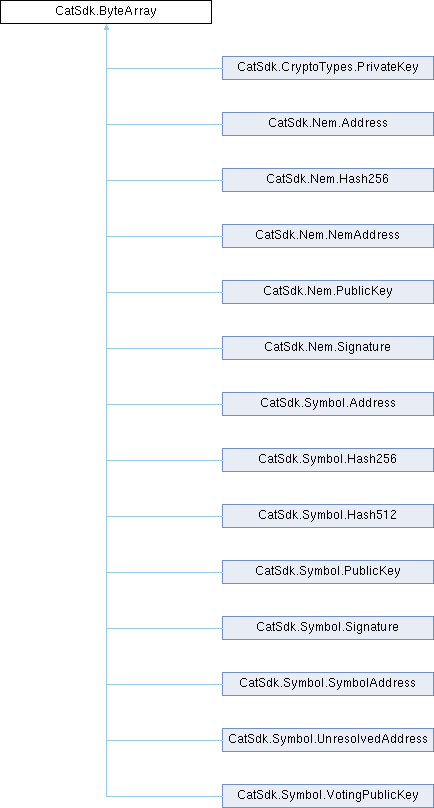 CatSdk.ByteArray
CatSdk.CryptoTypes.PrivateKey
CatSdk.Nem.Address
CatSdk.Nem.Hash256
CatSdk.Nem.NemAddress
CatSdk.Nem.PublicKey
CatSdk.Nem.Signature
CatSdk.Symbol.Address
CatSdk.Symbol.Hash256
CatSdk.Symbol.Hash512
CatSdk.Symbol.PublicKey
CatSdk.Symbol.Signature
CatSdk.Symbol.SymbolAddress
CatSdk.Symbol.UnresolvedAddress
CatSdk.Symbol.VotingPublicKey